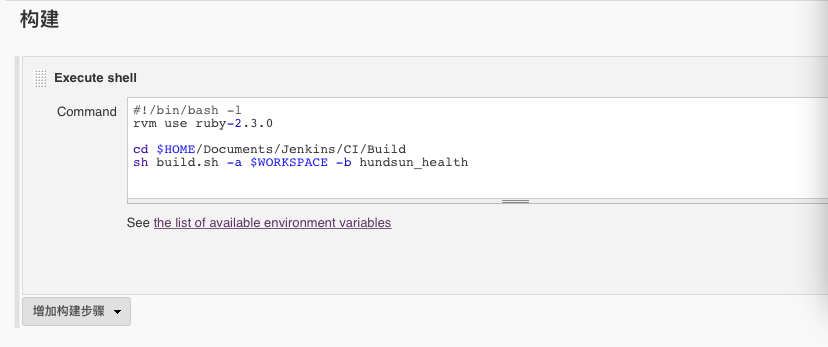 构建
Execute shell
Command
#!/bin/bash -l
rvm use ruby-2.3.0
cd $HOME/Documents/Jenkins/CI/Build
sh build.sh -a $WORKSPACE -b hundsun_health
See the list of available environment variables
增加构建步骤